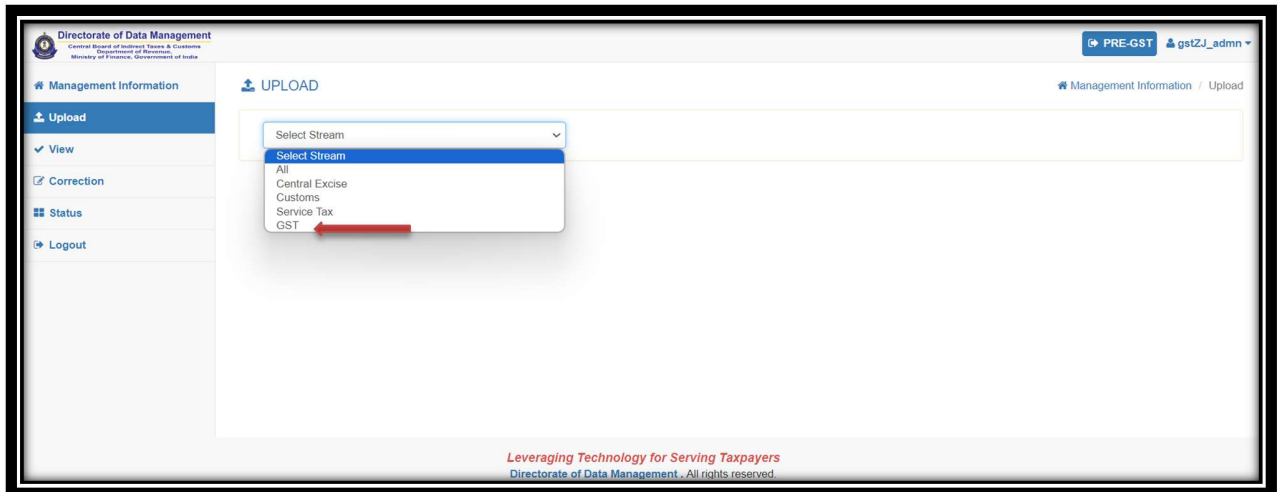 Directorate of Data Management
Central Board of Indirect Taxes & Customs
Department of Revenue,
Ministry of Finance, Government of India
PRE-GST
gstZJ_admn
Management Information
Upload
View
Correction
Status
Logout
UPLOAD
Management Information / Upload
Select Stream
Select Stream
All
Central Excise
Customs
Service Tax
GST
Leveraging Technology for Serving Taxpayers
Directorate of Data Management . All rights reserved.